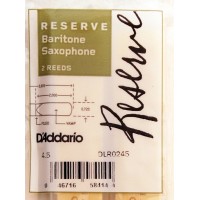 RESERVE
Baritone
Saxophone
2 REEDS
Reserve
D'Addario
4.5
DLR0245